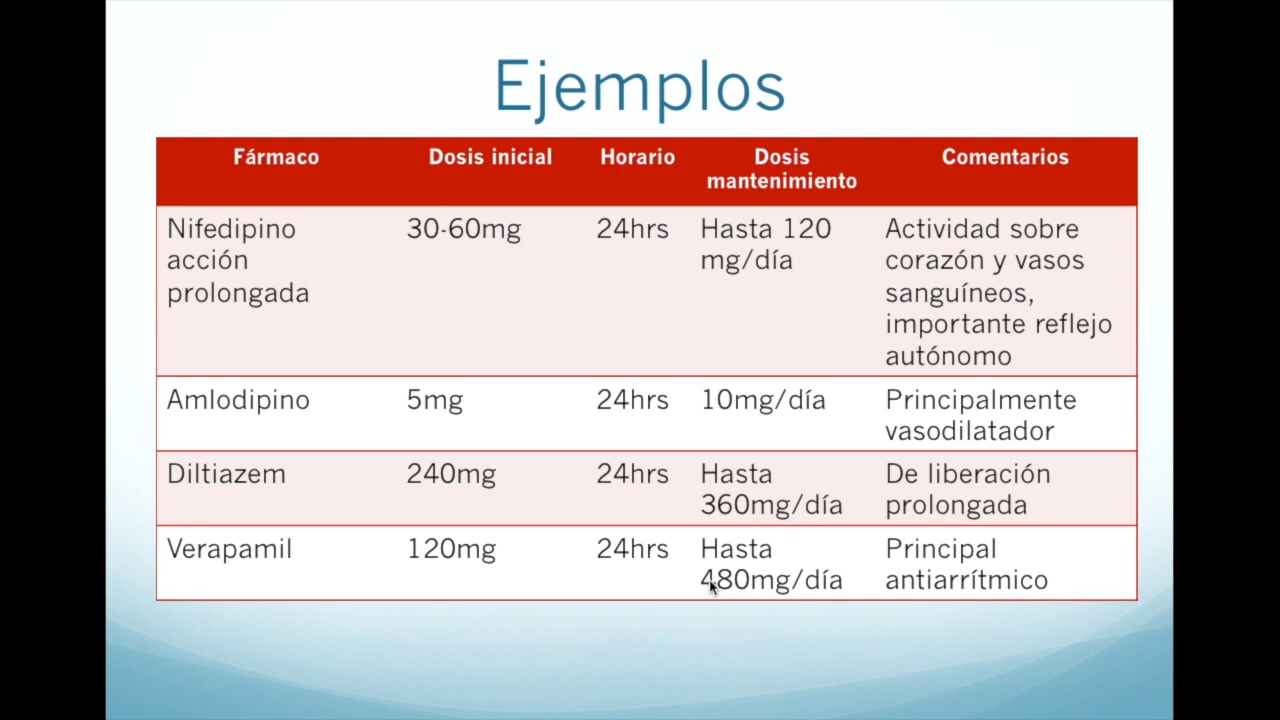 Ejemplos
Fármaco Dosis inicial Horario Dosis mantenimiento Comentarios
Nifedipino acción prolongada 30-60mg 24hrs Hasta 120 mg/día Actividad sobre corazón y vasos sanguíneos, importante reflejo autónomo
Amlodipino 5mg 24hrs 10mg/día Principalmente vasodilatador
Diltiazem 240mg 24hrs Hasta 360mg/día De liberación prolongada
Verapamil 120mg 24hrs Hasta 480mg/día Principal antiarrítmico